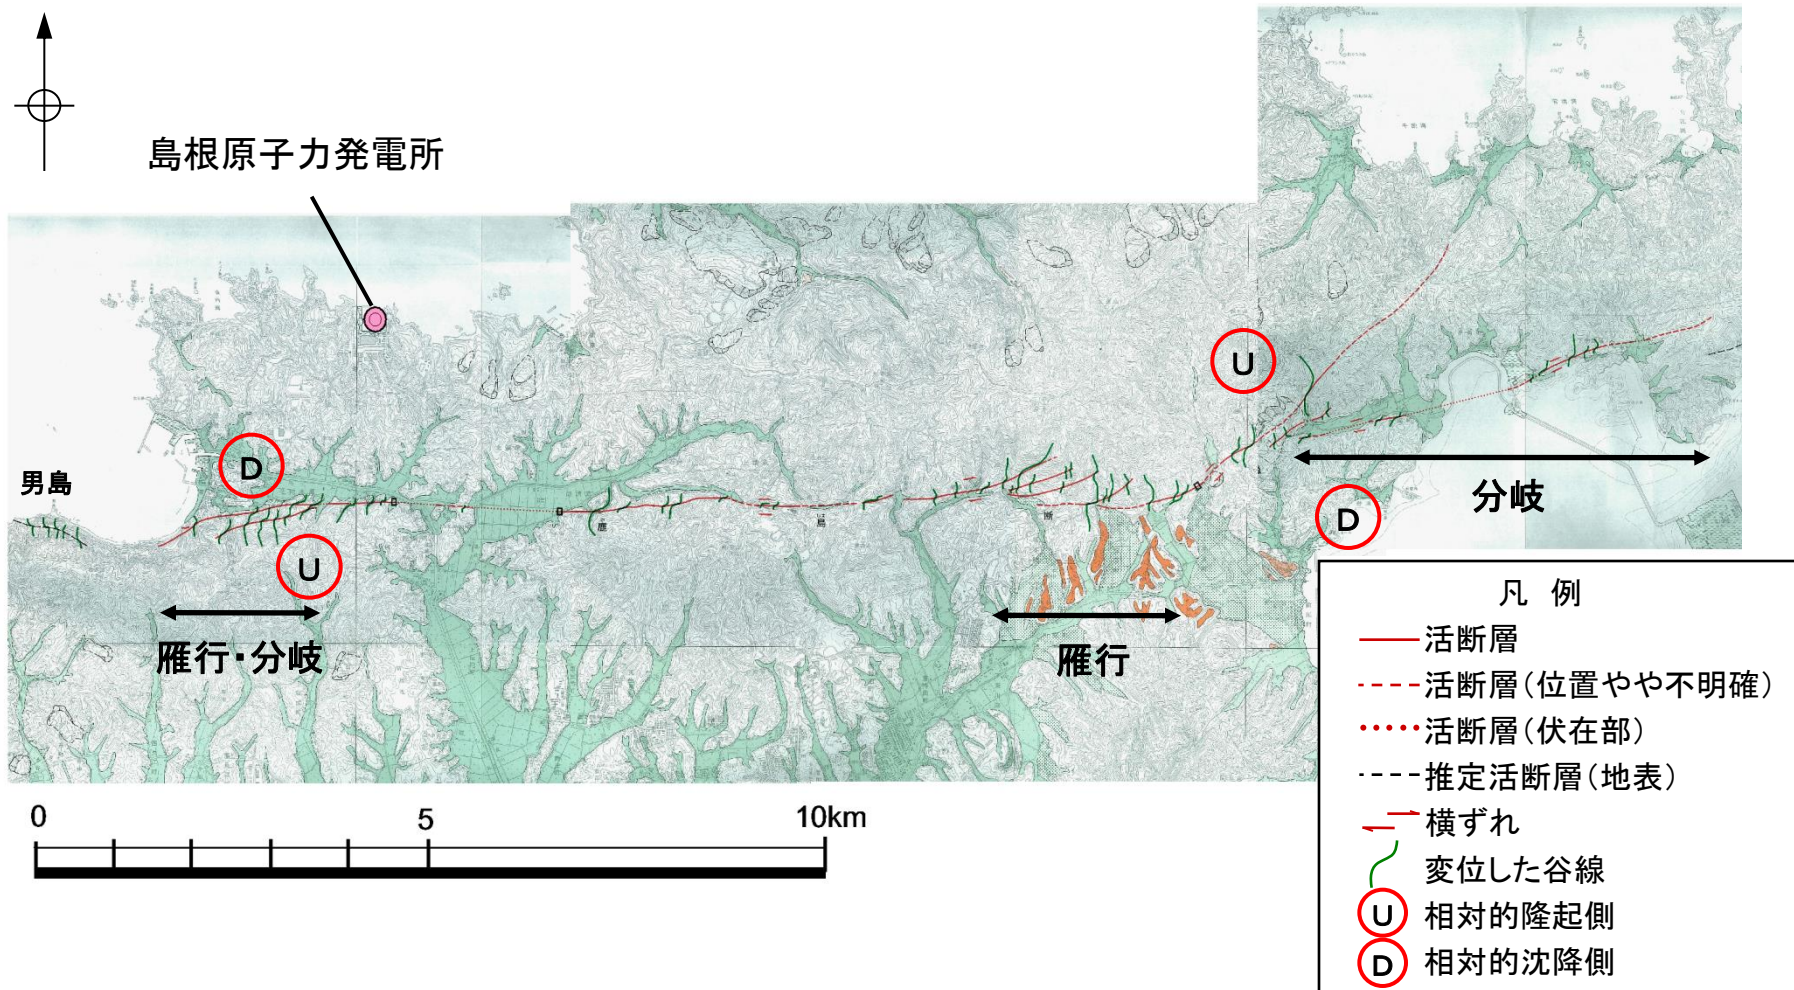 島根原子力発電所
U
D
男島
分岐
D
U
雁行・分岐
雁行
凡 例
活断層
活断層(位置やや不明確)
活断層(伏在部)
推定活断層(地表)
横ずれ
変位した谷線
U 相対的隆起側
D 相対的沈降側
0 5 10km